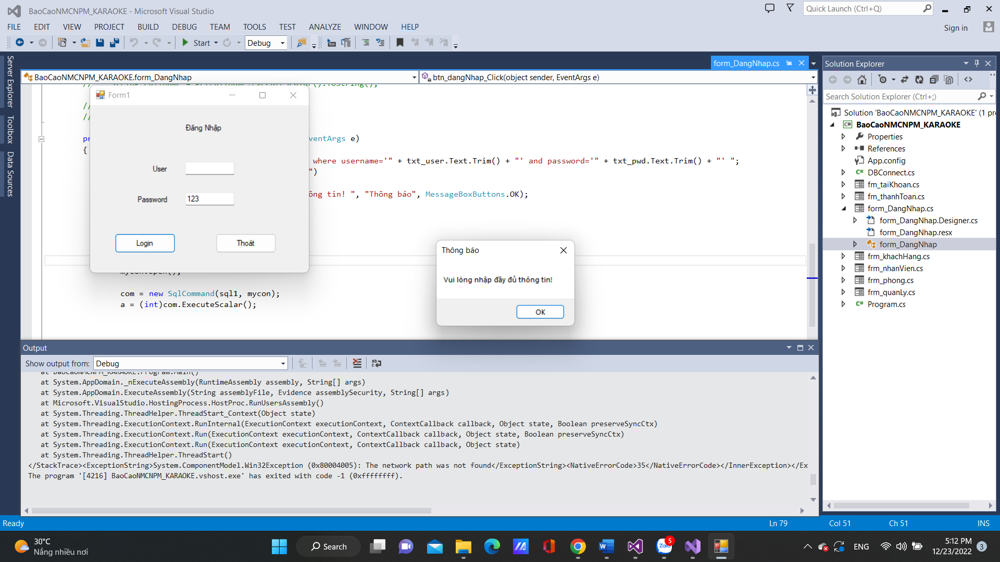 BaoCaoNMCNPM_KARAOKE - Microsoft Visual Studio
Quick Launch (Ctrl+Q)
FILE EDIT VIEW PROJECT BUILD DEBUG TEAM TOOLS TEST ANALYZE WINDOW HELP
Sign in
Start Debug
Server Explorer
Toolbox
Data Sources
form_DangNhap.cs
BaoCaoNMCNPM_KARAOKE.form_DangNhap
btn_dangNhap_Click(object sender, EventArgs e)
//
//
//
pr
ventArgs e)
{
where username='" + txt_user.Text.Trim() + "' and password='" + txt_pwd.Text.Trim() + "' ";
")
ông tin! ", "Thông báo", MessageBoxButtons.OK);
mycon.Open();
com = new SqlCommand(sql1, mycon);
a = (int)com.ExecuteScalar();
Form1
Đăng Nhập
User
Password 123
Login Thoát
Thông báo
Vui lòng nhập đầy đủ thông tin!
OK
Solution Explorer
Search Solution Explorer (Ctrl+;)
Solution 'BaoCaoNMCNPM_KARAOKE' (1 pr
BaoCaoNMCNPM_KARAOKE
Properties
References
App.config
DBConnect.cs
fm_taiKhoan.cs
fm_thanhToan.cs
form_DangNhap.cs
form_DangNhap.Designer.cs
form_DangNhap.resx
form_DangNhap
frm_khachHang.cs
frm_nhanVien.cs
frm_phong.cs
frm_quanLy.cs
Program.cs
Output
Show output from: Debug
at BaoCaoNMCNPM_KARAOKE.Program.Main()
at System.AppDomain._nExecuteAssembly(RuntimeAssembly assembly, String[] args)
at System.AppDomain.ExecuteAssembly(String assemblyFile, Evidence assemblySecurity, String[] args)
at Microsoft.VisualStudio.HostingProcess.HostProc.RunUsersAssembly()
at System.Threading.ThreadHelper.ThreadStart_Context(Object state)
at System.Threading.ExecutionContext.RunInternal(ExecutionContext executionContext, ContextCallback callback, Object state, Boolean preserveSyncCtx)
at System.Threading.ExecutionContext.Run(ExecutionContext executionContext, ContextCallback callback, Object state, Boolean preserveSyncCtx)
at System.Threading.ExecutionContext.Run(ExecutionContext executionContext, ContextCallback callback, Object state)
at System.Threading.ThreadHelper.ThreadStart()
</StackTrace><ExceptionString>System.ComponentModel.Win32Exception (0x80004005): The network path was not found</ExceptionString><NativeErrorCode>35</NativeErrorCode></InnerException></Ex
The program '[4216] BaoCaoNMCNPM_KARAOKE.vshost.exe' has exited with code -1 (0xffffffff).
Ready Ln 79 Col 51 Ch 51 INS
30°C
Nắng nhiều nơi
Search
Zalo 5
ENG
5:12 PM
12/23/2022
3